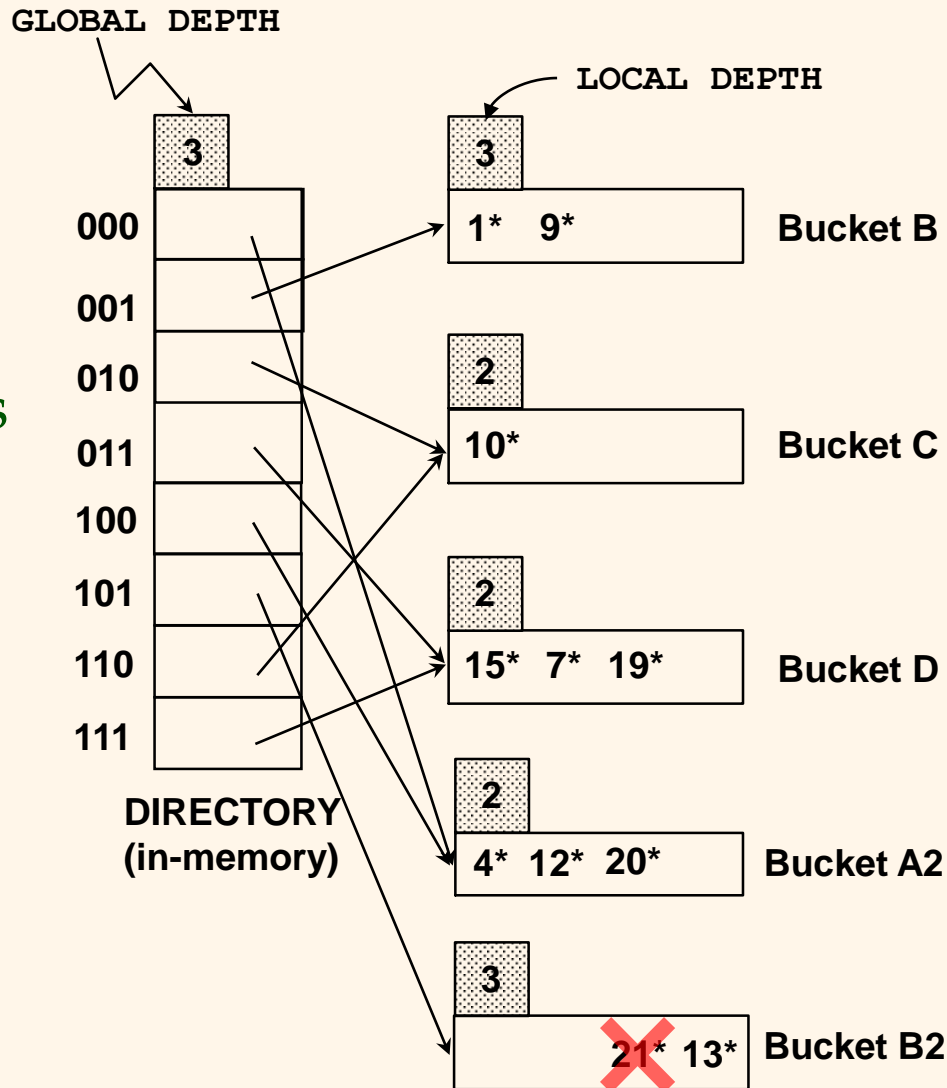 GLOBAL DEPTH
LOCAL DEPTH
3
3
000
1* 9*
Bucket B
001
2
010
s
10*
Bucket C
011
100
2
101
15* 7* 19*
Bucket D
110
111
2
DIRECTORY
(in-memory)
4* 12* 20*
Bucket A2
3
21* 13*
Bucket B2